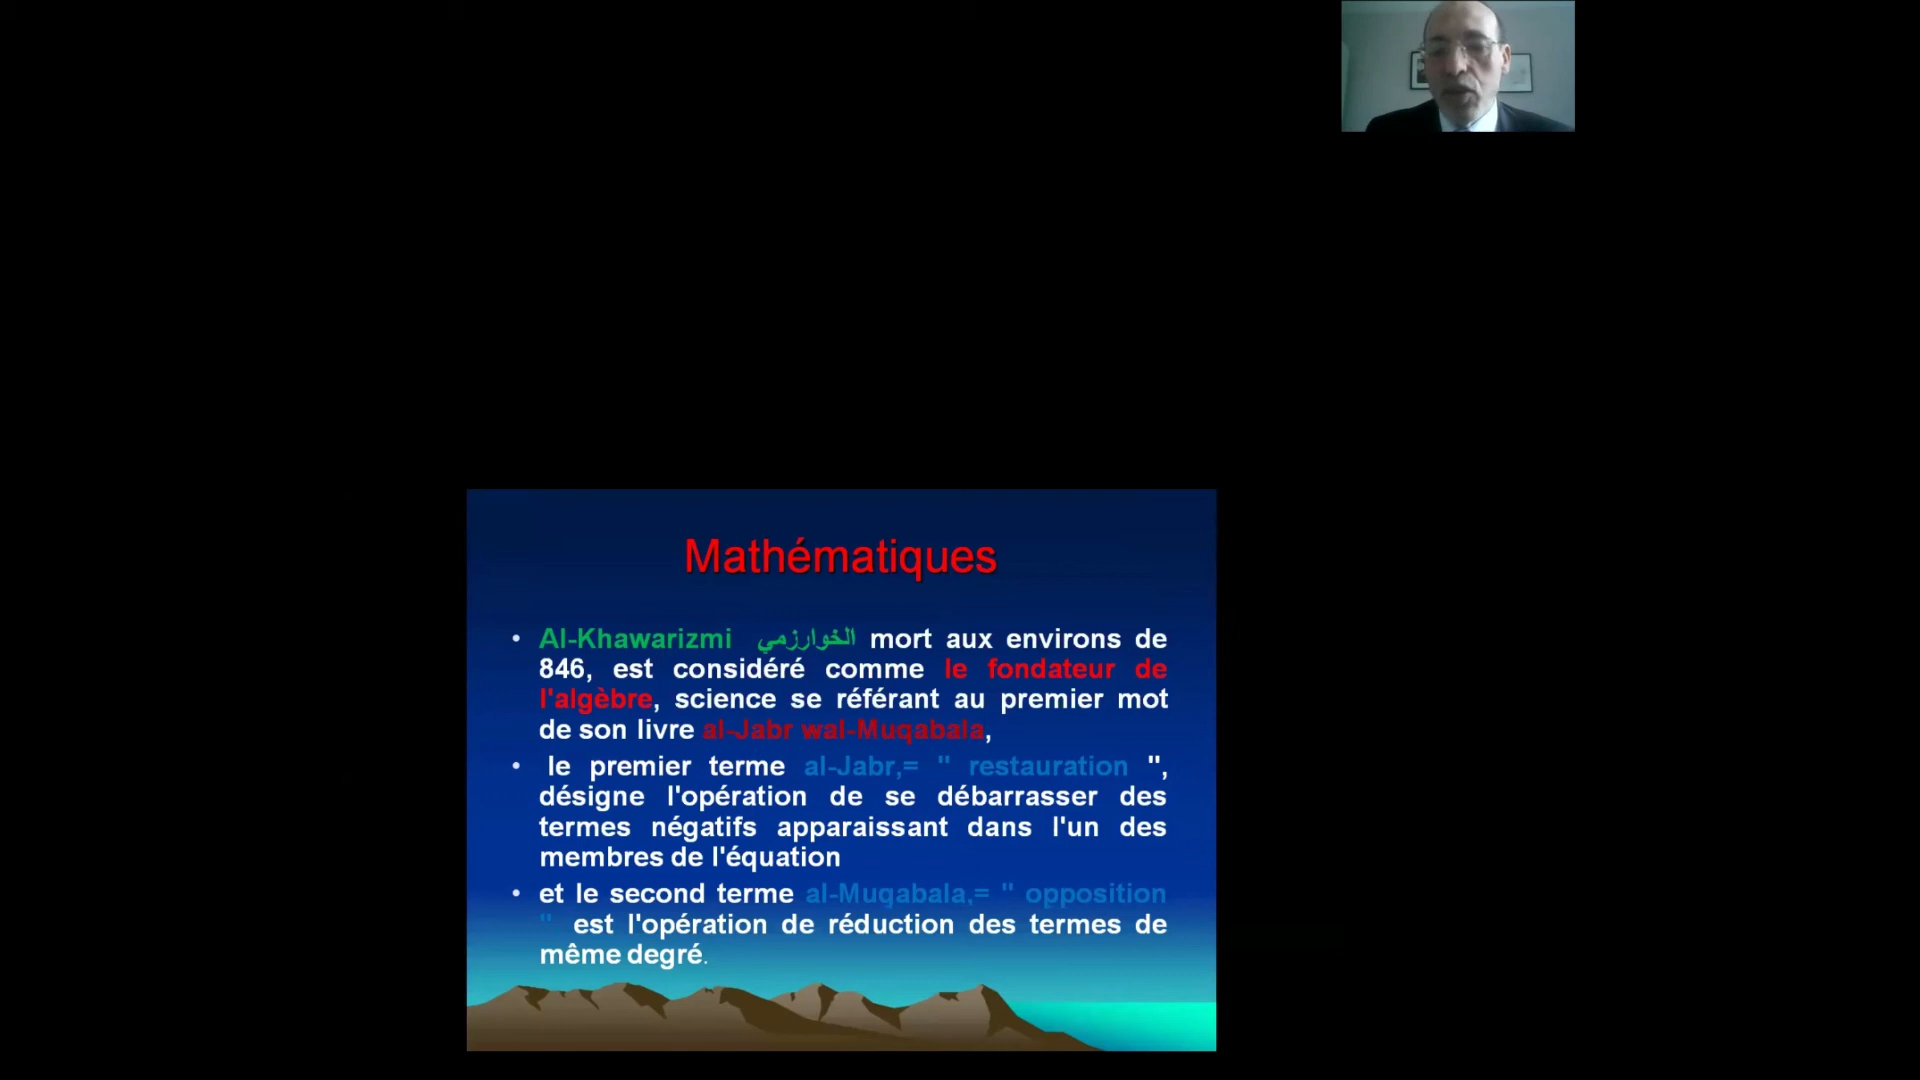 Mathématiques
• Al-Khawarizmi الخوارزمي mort aux environs de
846, est considéré comme le fondateur de
l'algèbre, science se référant au premier mot
de son livre al-Jabr wal-Muqabala,
• le premier terme al-Jabr,= " restauration ",
désigne l'opération de se débarrasser des
termes négatifs apparaissant dans l'un des
membres de l'équation
• et le second terme al-Muqabala,= " opposition
" est l'opération de réduction des termes de
même degré.